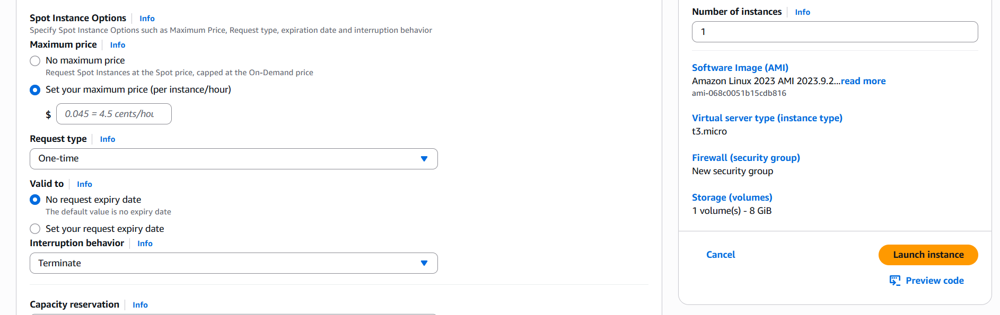 Spot Instance Options Info
Specify Spot Instance Options such as Maximum Price, Request type, expiration date and interruption behavior
Maximum price Info
No maximum price
Request Spot Instances at the Spot price, capped at the On-Demand price
Set your maximum price (per instance/hour)
$ 0.045 = 4.5 cents/hou
Request type Info
One-time
Valid to Info
No request expiry date
The default value is no expiry date
Set your request expiry date
Interruption behavior Info
Terminate
Capacity reservation Info
Number of instances Info
1
Software Image (AMI)
Amazon Linux 2023 AMI 2023.9.2...read more
ami-068c0051b15cdb816
Virtual server type (instance type)
t3.micro
Firewall (security group)
New security group
Storage (volumes)
1 volume(s) - 8 GiB
Cancel
Launch instance
Preview code